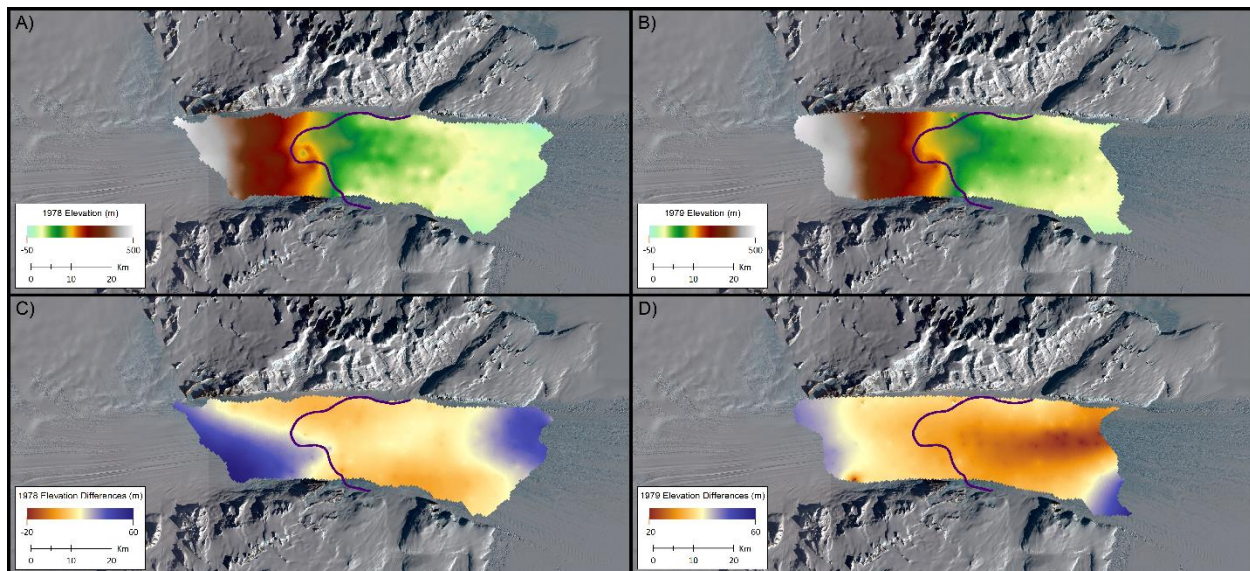 A)
1978 Elevation (m)
-50 500
Km
0 10 20
B)
1979 Elevation (m)
-50 500
Km
0 10 20
C)
1978 Elevation Differences (m)
-20 60
Km
0 10 20
D)
1979 Elevation Differences (m)
20 60
Km
0 10 20